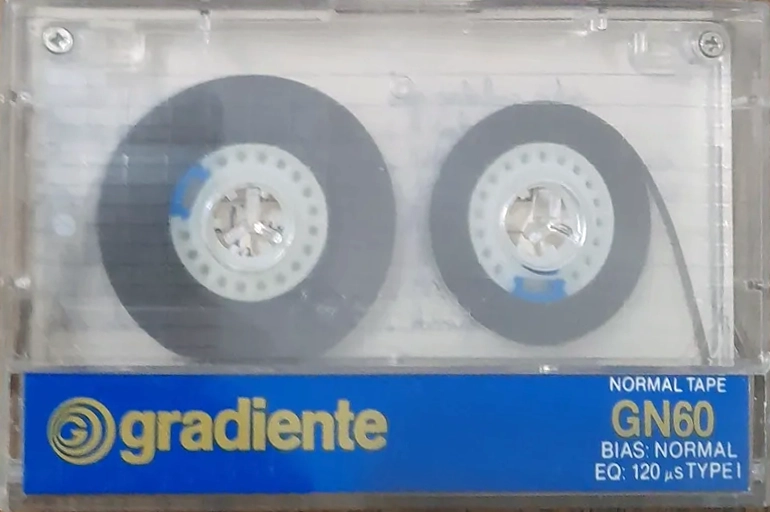 G gradiente
NORMAL TAPE
GN60
BIAS: NORMAL
EQ: 120 μs TYPE I